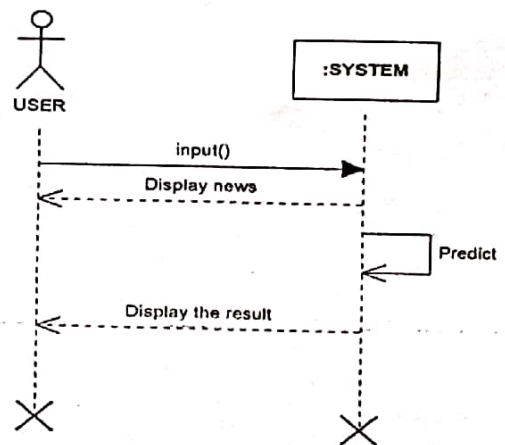 :SYSTEM
USER
input()
Display news
Predict
Display the result